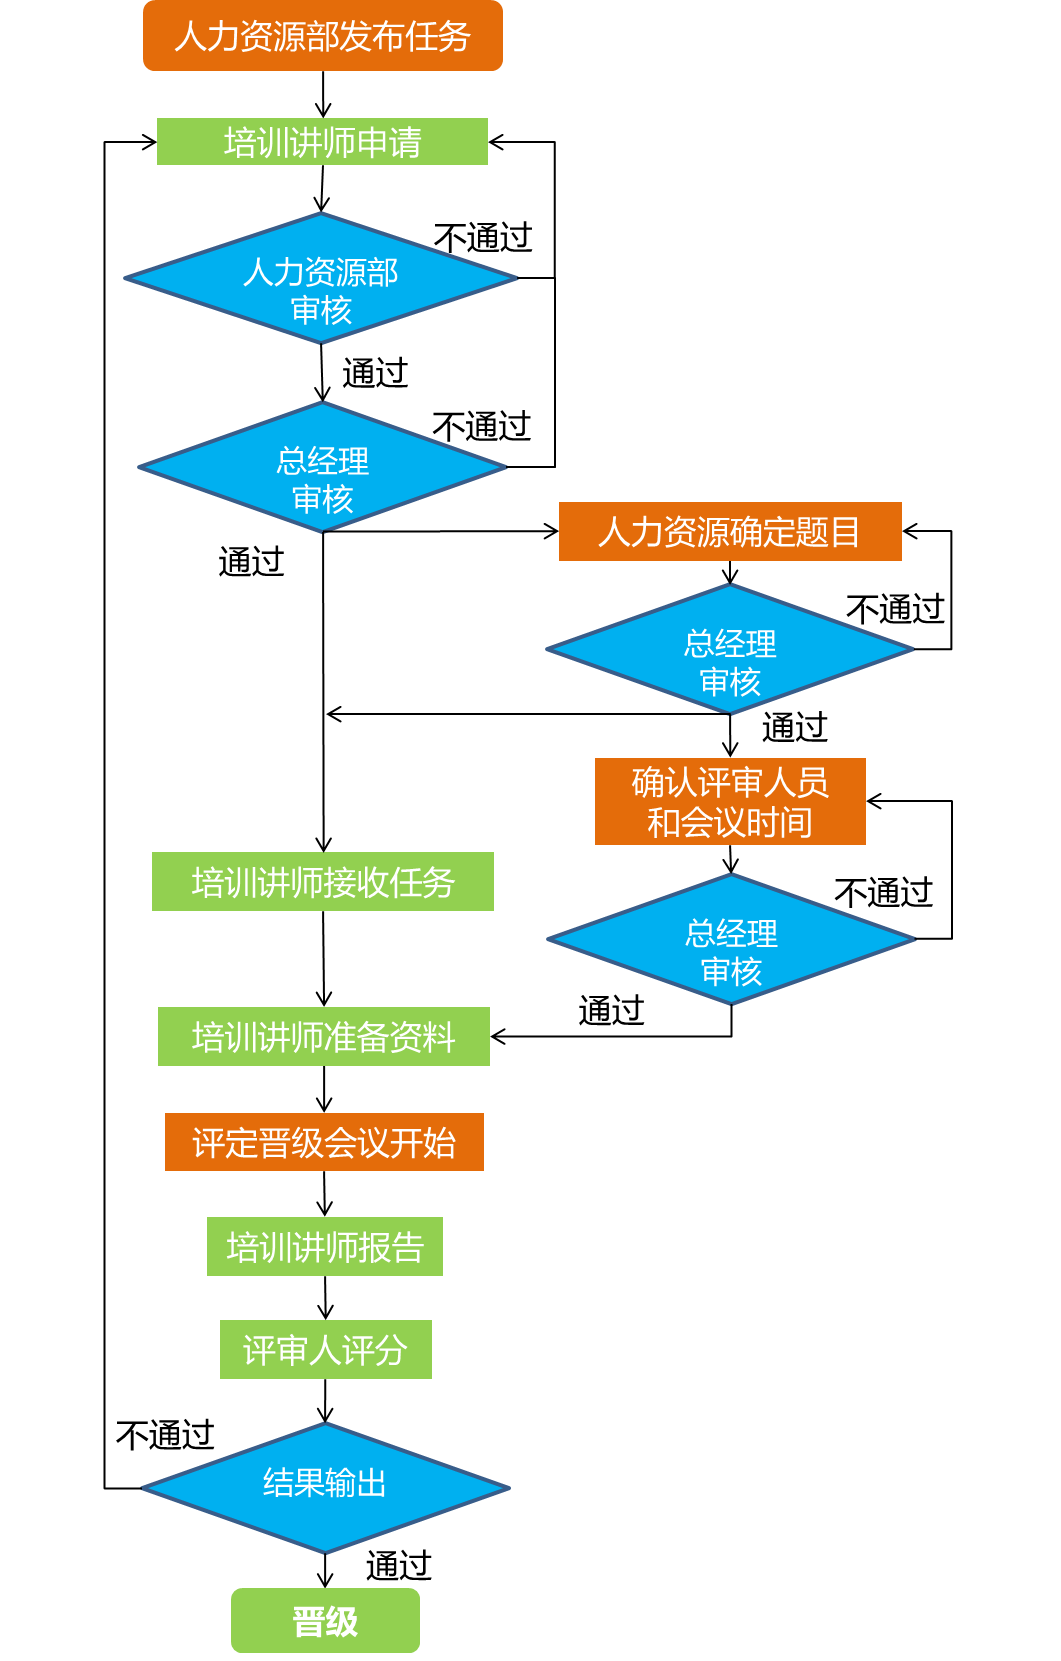 人力资源部发布任务
培训讲师申请
不通过
人力资源部
审核
通过
不通过
总经理
审核
通过
人力资源确定题目
不通过
总经理
审核
通过
确认评审人员
和会议时间
培训讲师接收任务
不通过
总经理
审核
通过
培训讲师准备资料
评定晋级会议开始
培训讲师报告
评审人评分
不通过
结果输出
通过
晋级